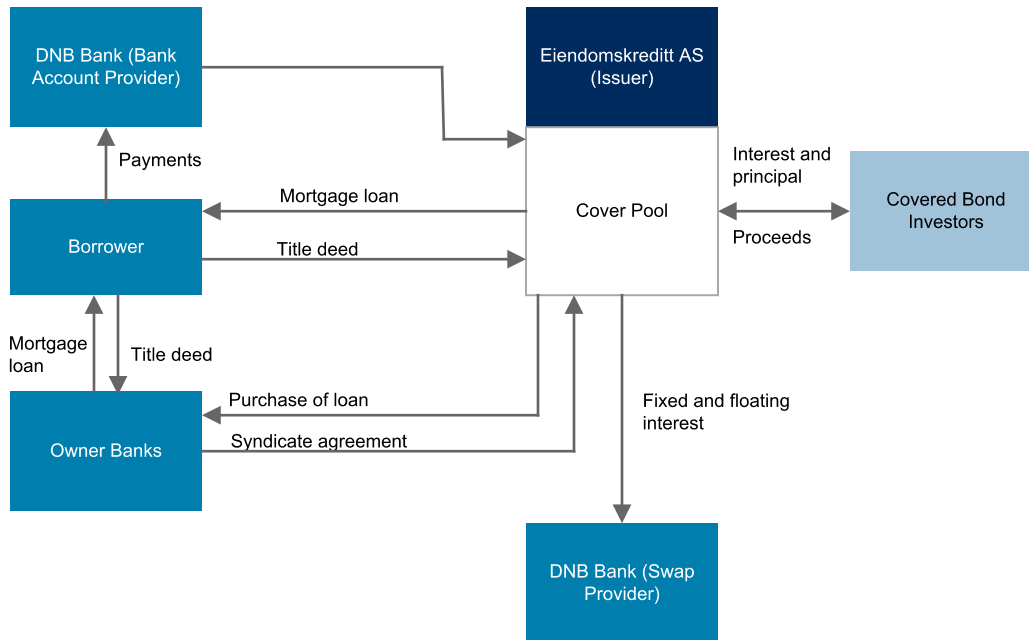 DNB Bank (Bank
Account Provider)
Eiendomskreditt AS
(Issuer)
Payments
Interest and
principal
Mortgage loan
Cover Pool
Covered Bond
Investors
Borrower
Title deed
Proceeds
Mortgage
loan
Title deed
Purchase of loan
Fixed and floating
interest
Syndicate agreement
Owner Banks
DNB Bank (Swap
Provider)